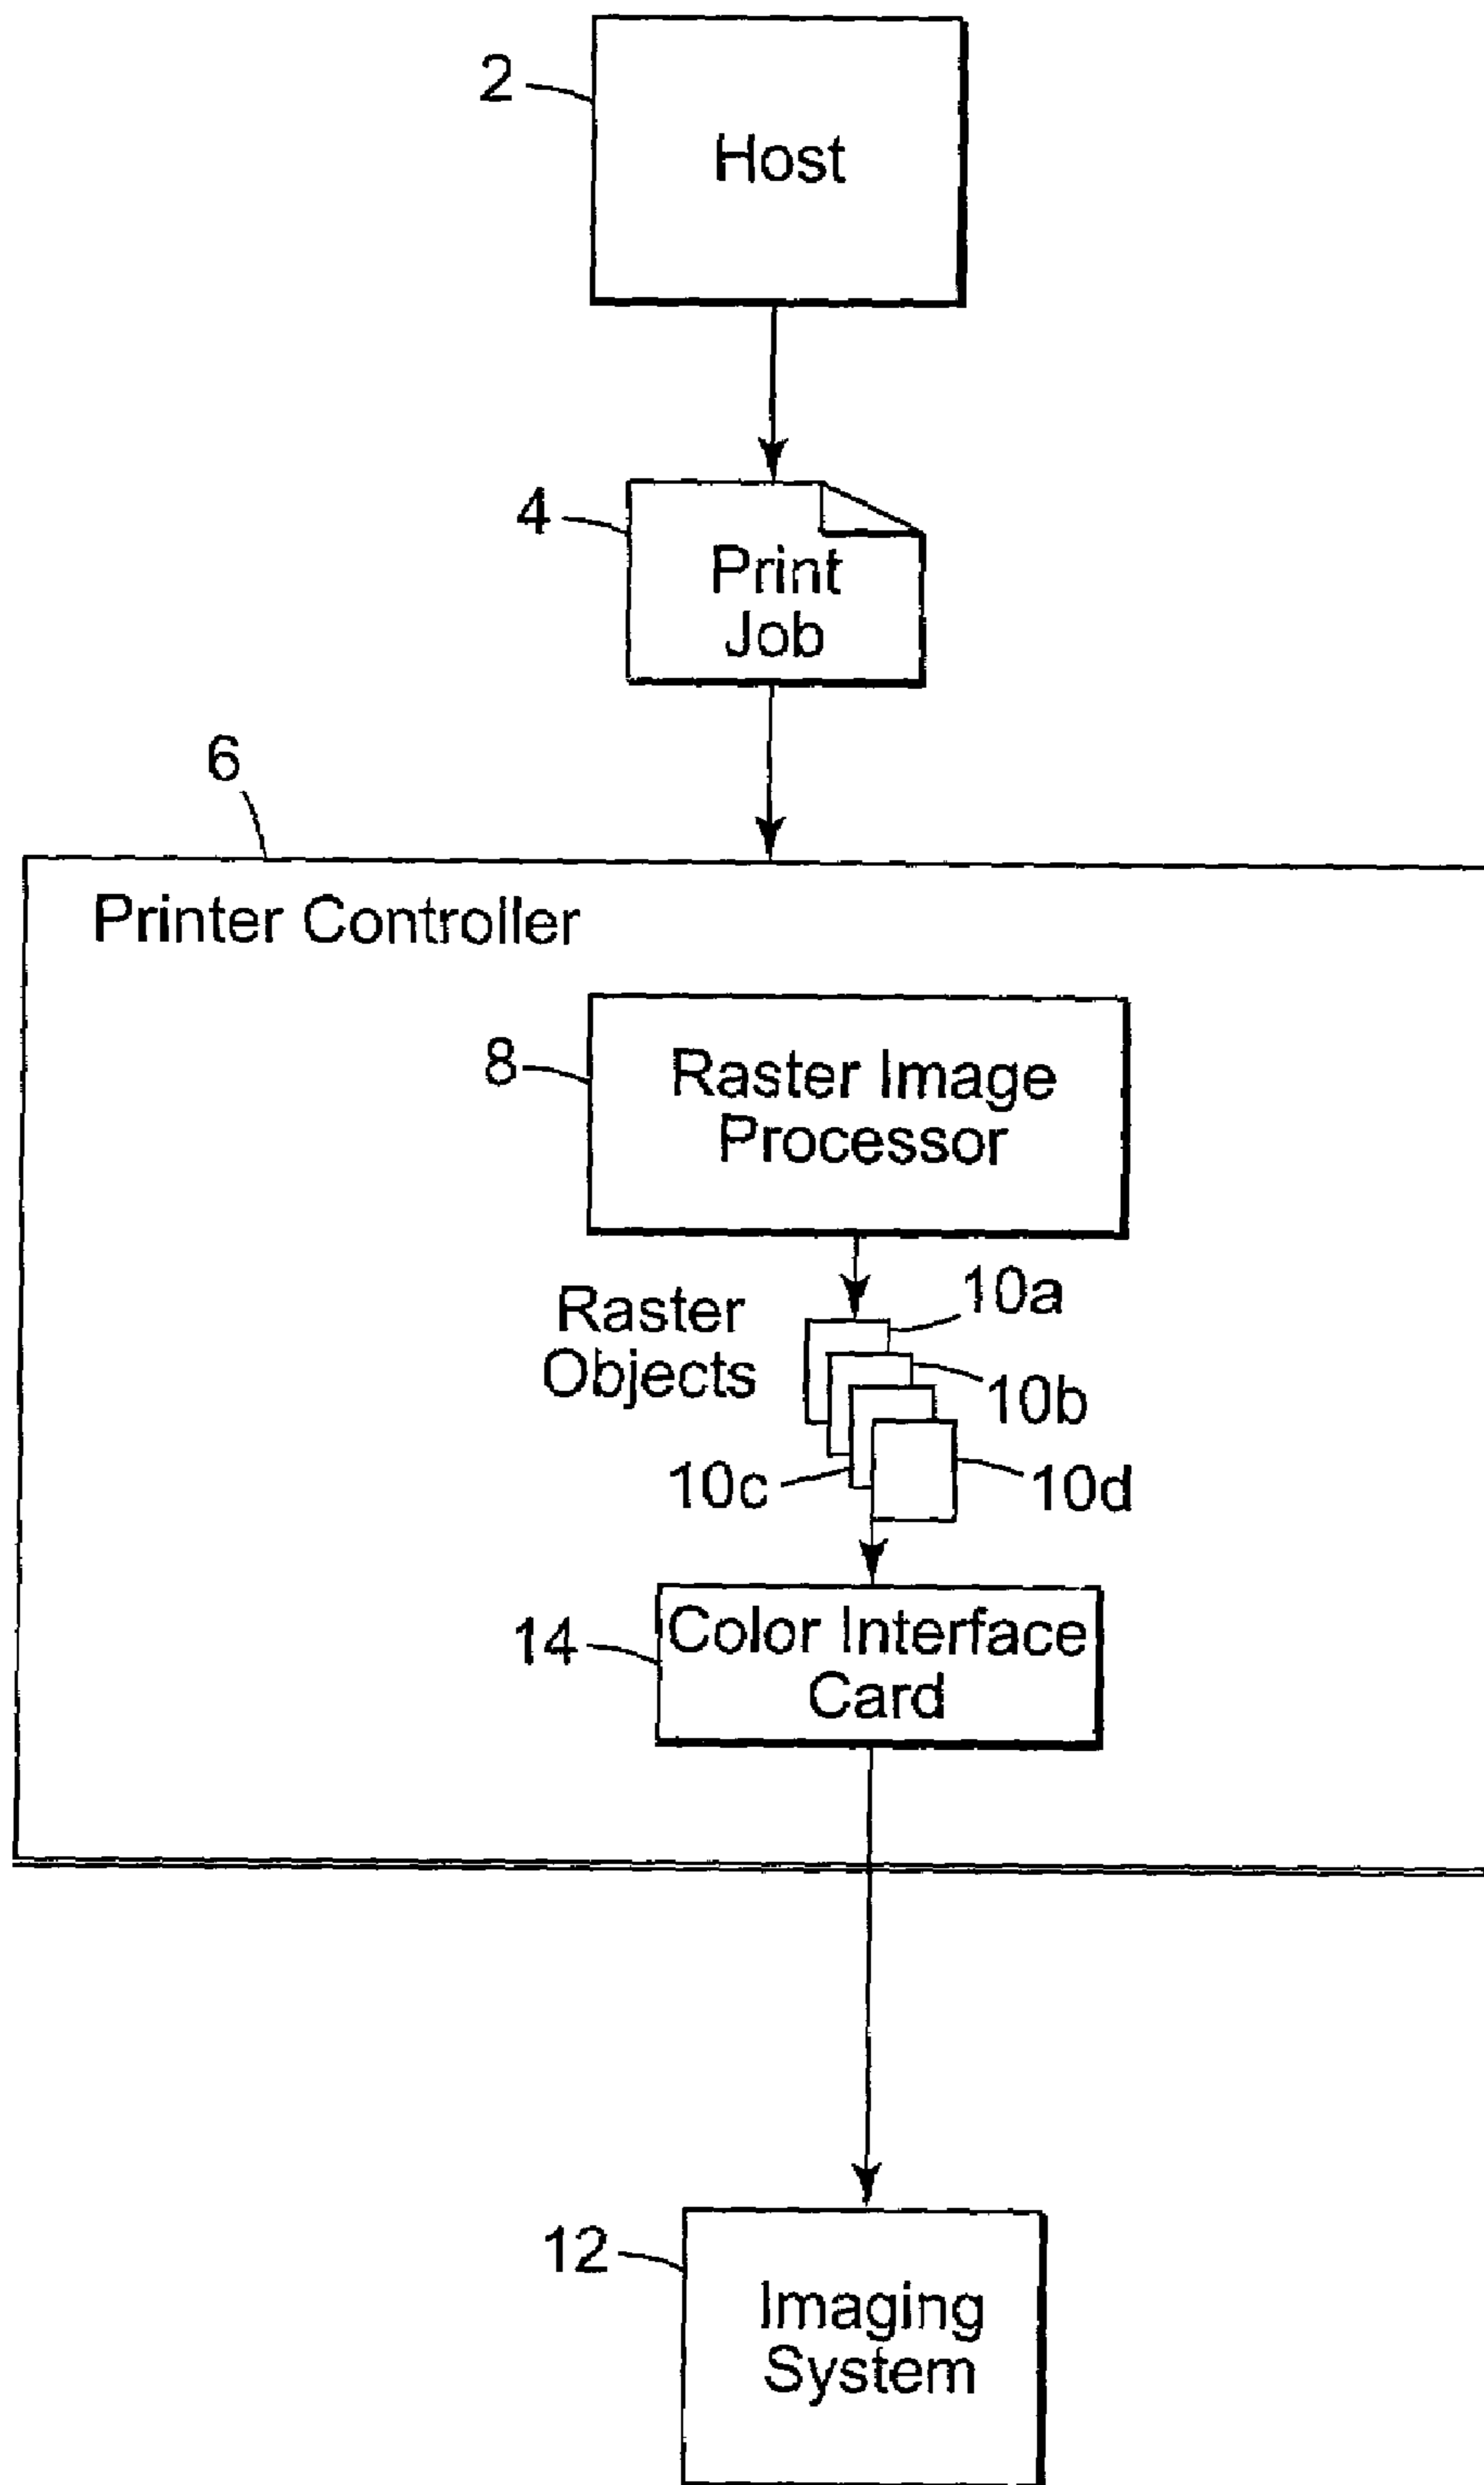 2
Host
4
Print
Job
6
Printer Controller
8
Raster Image
Processor
Raster
Objects
10a
10b
10c
10d
14
Color Interface
Card
12
Imaging
System